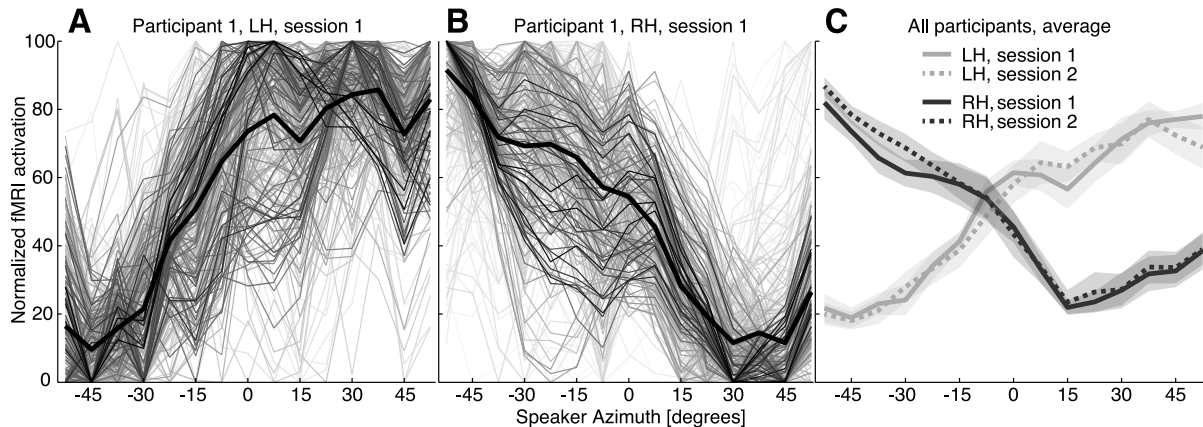 A
Participant 1, LH, session 1
B
Participant 1, RH, session 1
C
All participants, average
LH, session 1
LH, session 2
RH, session 1
RH, session 2
Normalized fMRI activation
100
80
60
40
20
0
-45 -30 -15 0 15 30 45
-45 -30 -15 0 15 30 45
-45 -30 -15 0 15 30 45
Speaker Azimuth [degrees]